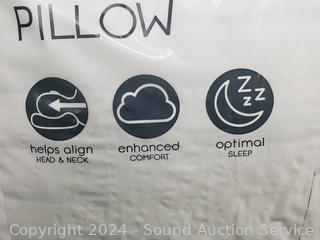 PILLOW
helps align
HEAD & NECK
enhanced
COMFORT
Z Z
Z Z
optimal
SLEEP
Copyright 2024 - Sound Auction Service